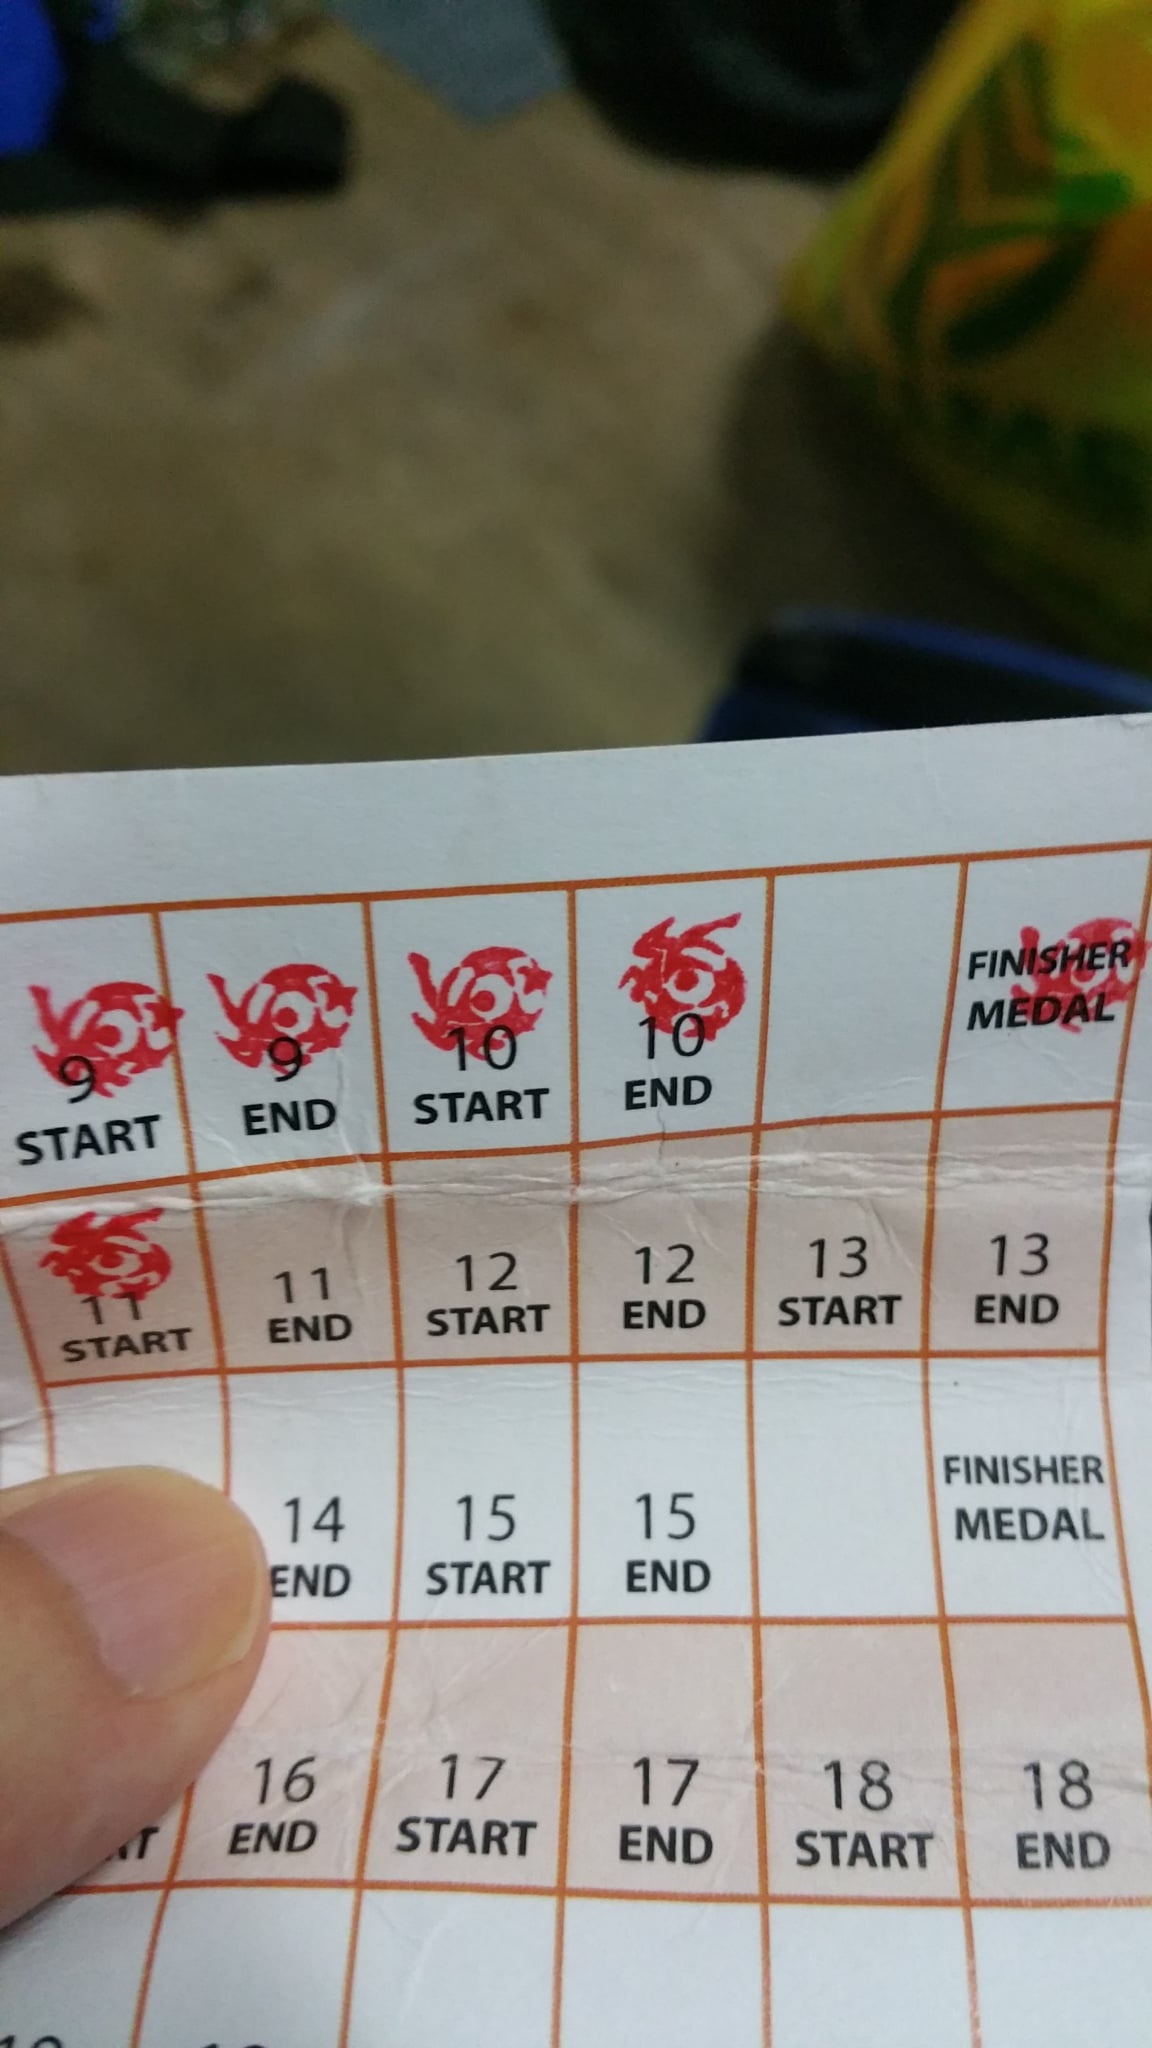 9
START
9
END
10
START
10
END
FINISHER
MEDAL
11
START
11
END
12
START
12
END
13
START
13
END
14
END
15
START
15
END
FINISHER
MEDAL
16
END
17
START
17
END
18
START
18
END